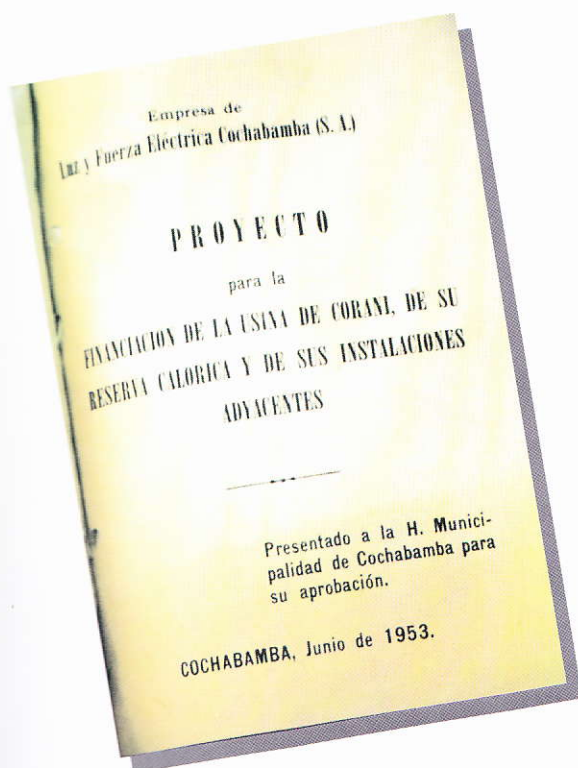 Empresa de
Luz y Fuerza Eléctrica Cochabamba (S. A.)
PROYECTO
para la
FINANCIACION DE LA USINA DE CORANI, DE SU
RESERVA CALORICA Y DE SUS INSTALACIONES
ADYACENTES
Presentado a la H. Munici-
palidad de Cochabamba para
su aprobación.
COCHABAMBA, Junio de 1953.